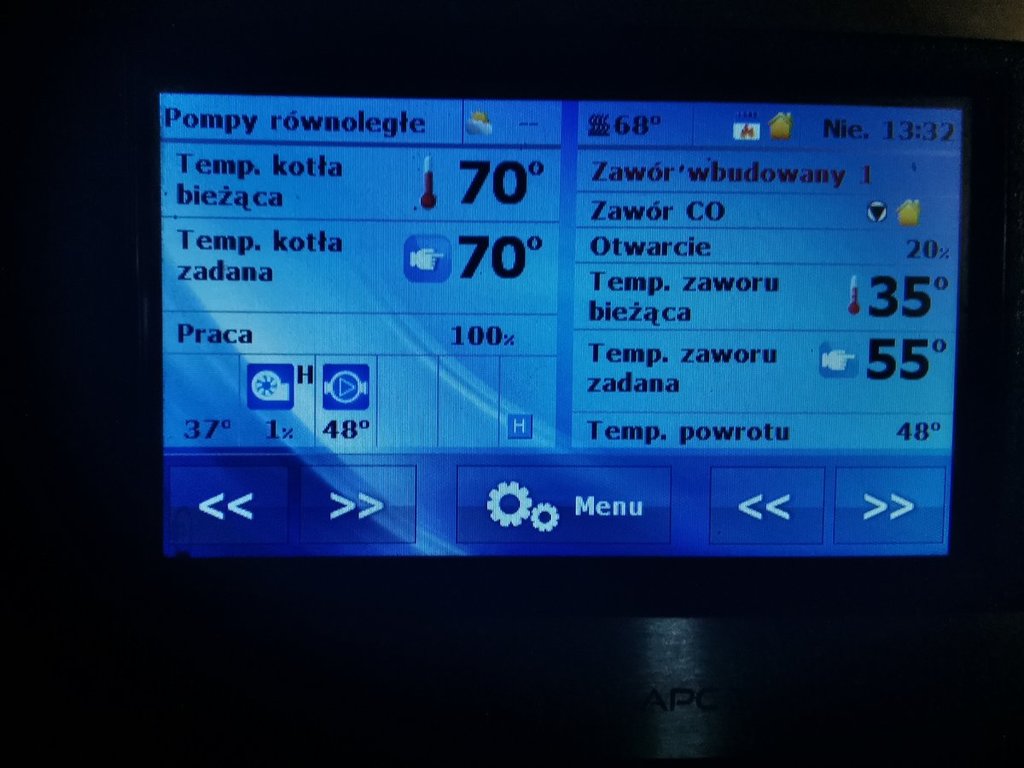 Pompy równoległe --
Temp. kotła
bieżąca 70°
Temp. kotła
zadana 70°
Praca 100%
H
37° 1% 48° H
68° Nie. 13:32
Zawór wbudowany 1
Zawór CO
Otwarcie 20%
Temp. zaworu
bieżąca 35°
Temp. zaworu
zadana 55°
Temp. powrotu 48°
<< >> Menu << >>